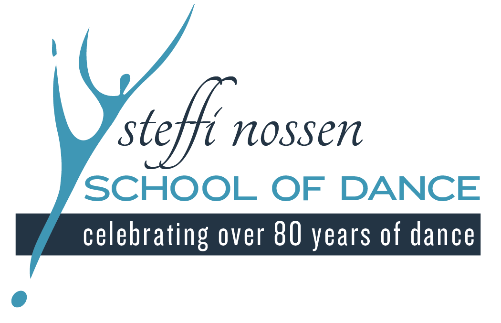 steffi nossen
SCHOOL OF DANCE
celebrating over 80 years of dance